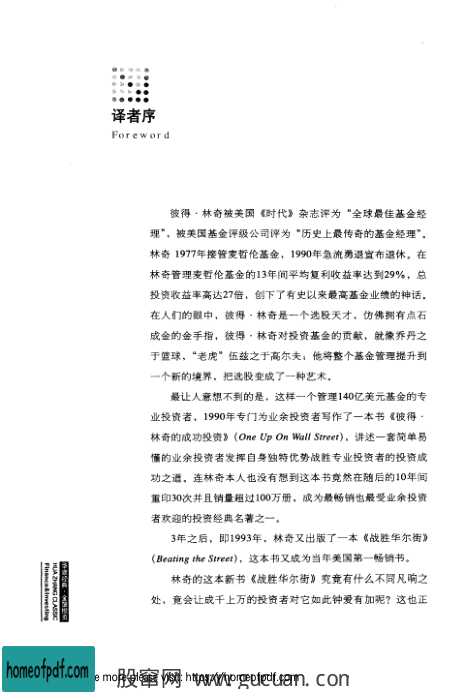 译者序
Foreword
彼得·林奇被美国《时代》杂志评为“全球最佳基金经
理”，被美国基金评级公司评为“历史上最传奇的基金经理”。
林奇 1977年接管麦哲伦基金，1990年急流勇退宣布退休。在
林奇管理麦哲伦基金的13年间平均复利收益率达到29%，总
投资收益率高达27倍，创下了有史以来最高基金业绩的神话。
在人们的眼中，彼得·林奇是一个选股天才，仿佛拥有点石
成金的金手指，彼得·林奇对投资基金的贡献，就像乔丹之
于篮球，“老虎”伍兹之于高尔夫：他将整个基金管理提升到
一个新的境界，把选股变成了一种艺术。
最让人意想不到的是，这样一个管理140亿美元基金的专
业投资者，1990年专门为业余投资者写作了一本书《彼得·
林奇的成功投资》（One Up On Wall Street），讲述一套简单易
懂的业余投资者发挥自身独特优势战胜专业投资者的投资成
功之道。连林奇本人也没有想到这本书竟然在随后的10年间
重印30次并且销量超过100万册，成为最畅销也最受业余投资
者欢迎的投资经典名著之一。
3年之后，即1993年，林奇又出版了一本《战胜华尔街》
（Beating the Street），这本书又成为当年美国第一畅销书。
林奇的这本新书《战胜华尔街》究竟有什么不同凡响之
处，竟会让成千上万的投资者对它如此钟爱有加呢？这也正
华章经典·金融投资
HUA ZHANG CLASSIC
Finance & Investing
homeofpdf.com
e more please visit: https://homeofpdf.com
股窜网 www.gucuan.com